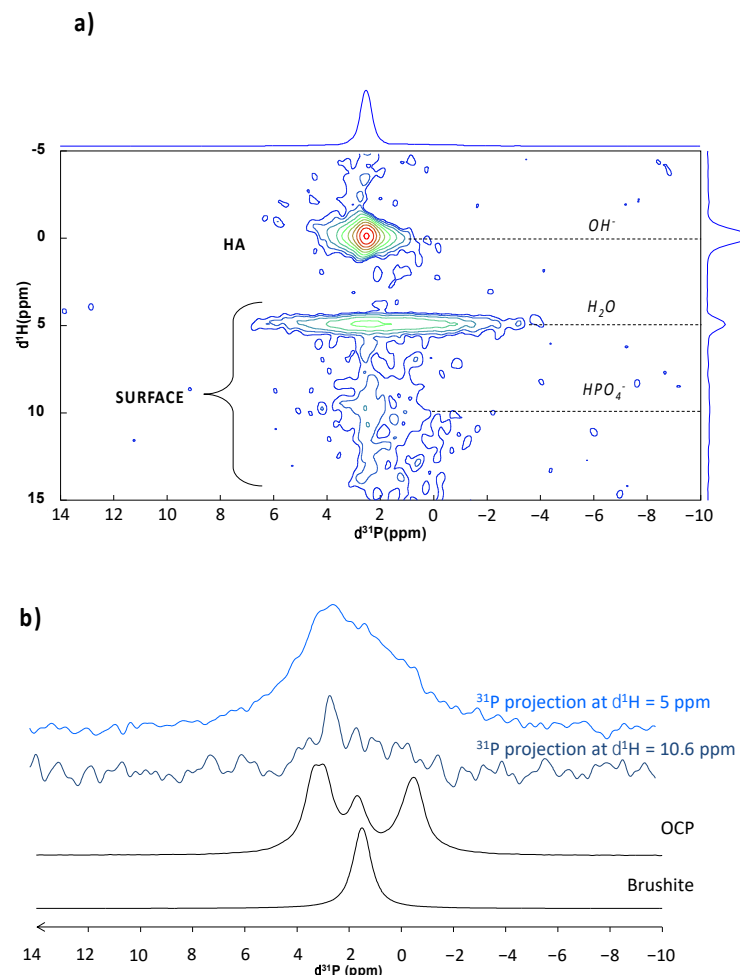 a)
-5
0
5
10
15
d¹H(ppm)
HA
SURFACE
OH⁻
H₂O
HPO₄⁻
14 12 10 8 6 4 2 0 −2 −4 −6 −8 −10
d³¹P(ppm)
b)
³¹P projection at d¹H = 5 ppm
³¹P projection at d¹H = 10.6 ppm
OCP
Brushite
14 12 10 8 6 4 2 0 −2 −4 −6 −8 −10
d³¹P (ppm)